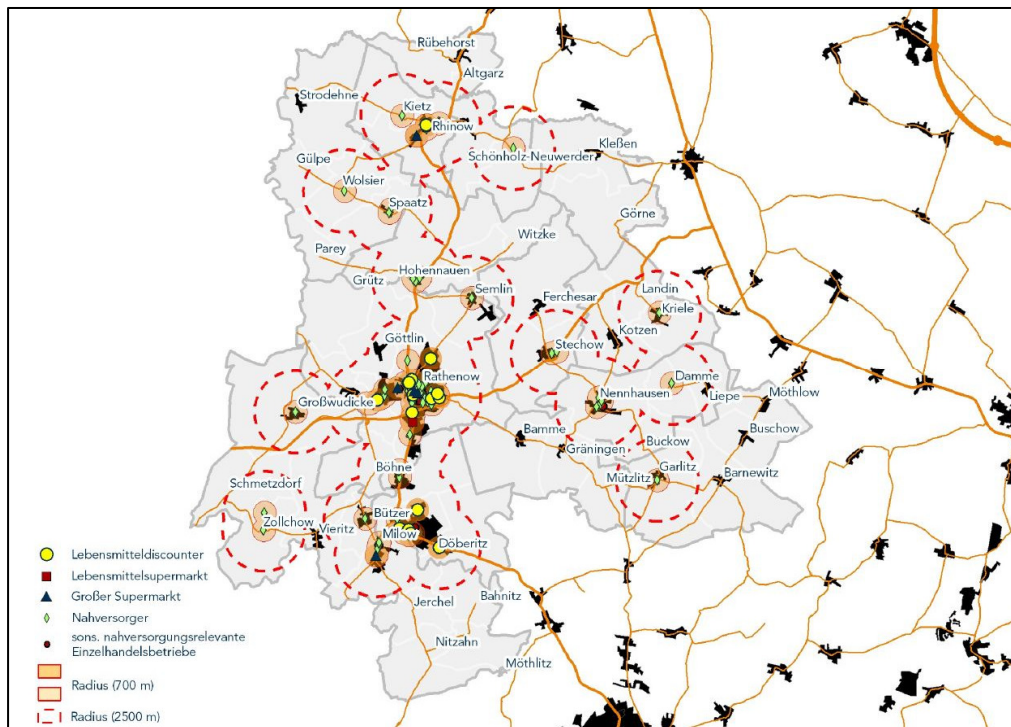 Rübehorst
Altgarz
Strodehne
Kietz
Rhinow
Schönholz-Neuwerder
Kleßen
Gülpe
Wolsier
Spaatz
Görne
Witzke
Parey
Hohennauen
Grütz
Semlin
Ferchesar
Landin
Kriele
Kotzen
Göttlin
Stechow
Rathenow
Damme
Großwudicke
Nennhausen
Liepe
Möthlow
Bamme
Buschow
Gräningen
Buckow
Böhne
Garlitz
Mützlitz
Barnewitz
Schmetzdorf
Zollchow
Vieritz
Bützer
Milow
Döberitz
Jerchel
Bahnitz
Nitzahn
Möthlitz
Lebensmitteldiscounter
Lebensmittelsupermarkt
Großer Supermarkt
Nahversorger
sons. nahversorgungsrelevante
Einzelhandelsbetriebe
Radius (700 m)
Radius (2500 m)